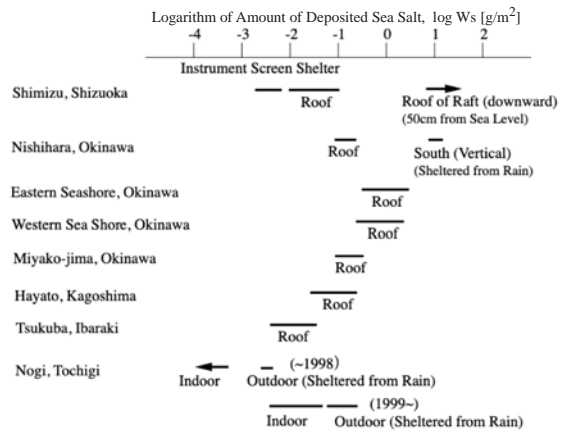 Logarithm of Amount of Deposited Sea Salt, log Ws [g/m²]
-4 -3 -2 -1 0 1 2
Instrument Screen Shelter
Shimizu, Shizuoka
Roof
Roof of Raft (downward)
(50cm from Sea Level)
Nishihara, Okinawa
Roof
South (Vertical)
(Sheltered from Rain)
Eastern Seashore, Okinawa
Roof
Western Sea Shore, Okinawa
Roof
Miyako-jima, Okinawa
Roof
Hayato, Kagoshima
Roof
Tsukuba, Ibaraki
Roof
Nogi, Tochigi
(~1998)
Indoor Outdoor (Sheltered from Rain)
(1999~)
Indoor Outdoor (Sheltered from Rain)